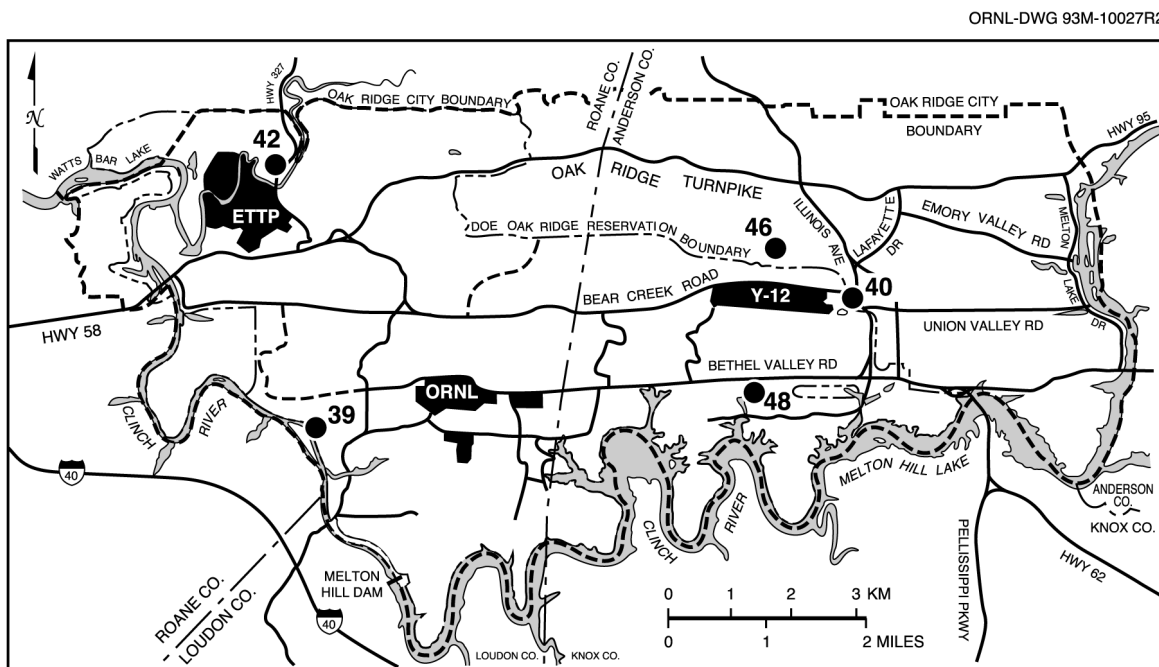 ORNL-DWG 93M-10027R2
N
HWY 327
OAK RIDGE CITY BOUNDARY
ROANE CO.
ANDERSON CO.
OAK RIDGE CITY
BOUNDARY
HWY 95
WATTS BAR LAKE
42
ETTP
OAK RIDGE TURNPIKE
ILLINOIS AVE
LAFAYETTE DR
EMORY VALLEY RD
MELTON LAKE DR
46
DOE OAK RIDGE RESERVATION BOUNDARY
BEAR CREEK ROAD
Y-12
40
HWY 58
UNION VALLEY RD
BETHEL VALLEY RD
CLINCH RIVER
ORNL
39
48
40
CLINCH RIVER
MELTON HILL LAKE
ANDERSON CO.
KNOX CO.
PELLISSIPPI PKWY
HWY 62
MELTON
HILL DAM
ROANE CO.
LOUDON CO.
40
0 1 2 3 KM
0 1 2 MILES
LOUDON CO.
KNOX CO.